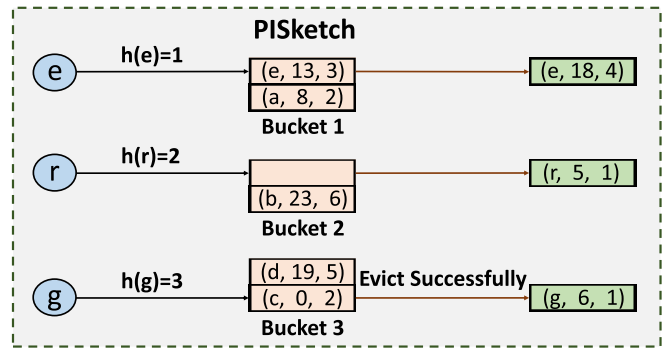 PISketch
e
h(e)=1
(e, 13, 3)
(a, 8, 2)
(e, 18, 4)
Bucket 1
r
h(r)=2
(b, 23, 6)
(r, 5, 1)
Bucket 2
g
h(g)=3
(d, 19, 5)
(c, 0, 2)
Evict Successfully
(g, 6, 1)
Bucket 3